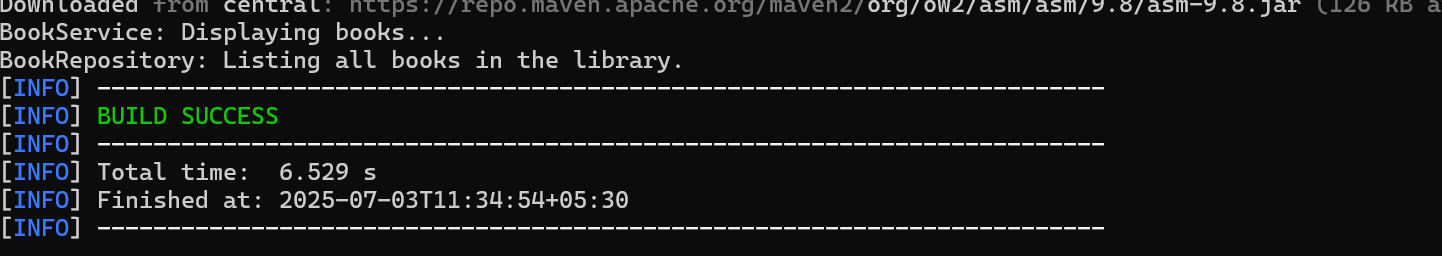 Downloaded from central: https://repo.maven.apache.org/maven2/org/ow2/asm/asm/9.8/asm-9.8.jar (126 KB a
BookService: Displaying books...
BookRepository: Listing all books in the library.
[INFO] ------------------------------------------------------------------------
[INFO] BUILD SUCCESS
[INFO] ------------------------------------------------------------------------
[INFO] Total time:  6.529 s
[INFO] Finished at: 2025-07-03T11:34:54+05:30
[INFO] ------------------------------------------------------------------------